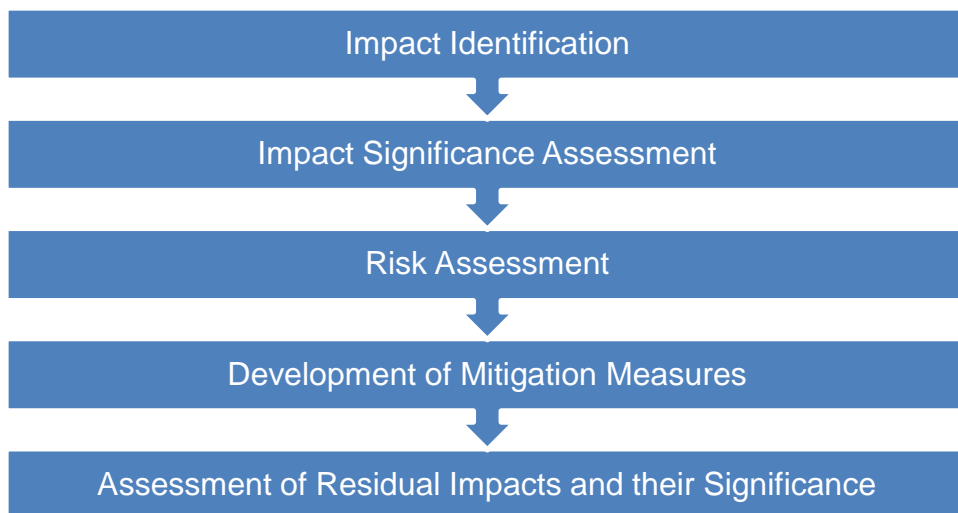 Impact Identification
Impact Significance Assessment
Risk Assessment
Development of Mitigation Measures
Assessment of Residual Impacts and their Significance